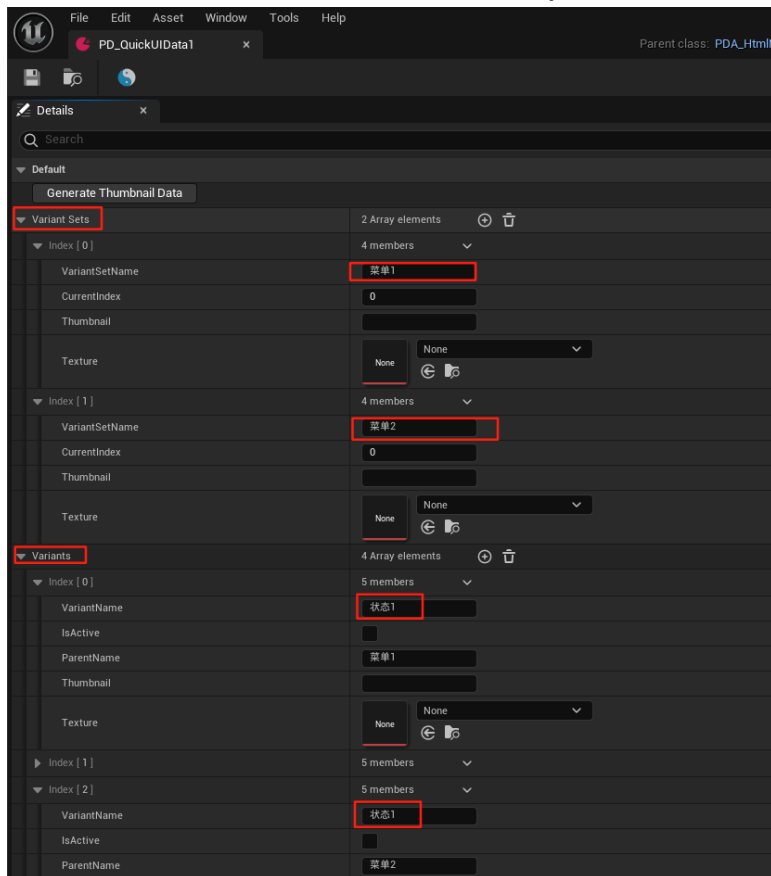 File Edit Asset Window Tools Help
PD_QuickUIData1 × Parent class: PDA_Html
Details ×
Search
Default
Generate Thumbnail Data
Variant Sets 2 Array elements
Index [ 0 ] 4 members
VariantSetName 菜单1
CurrentIndex 0
Thumbnail
None
Texture None
Index [ 1 ] 4 members
VariantSetName 菜单2
CurrentIndex 0
Thumbnail
None
Texture None
Variants 4 Array elements
Index [ 0 ] 5 members
VariantName 状态1
IsActive
ParentName 菜单1
Thumbnail
None
Texture None
Index [ 1 ] 5 members
Index [ 2 ] 5 members
VariantName 状态1
IsActive
ParentName 菜单2